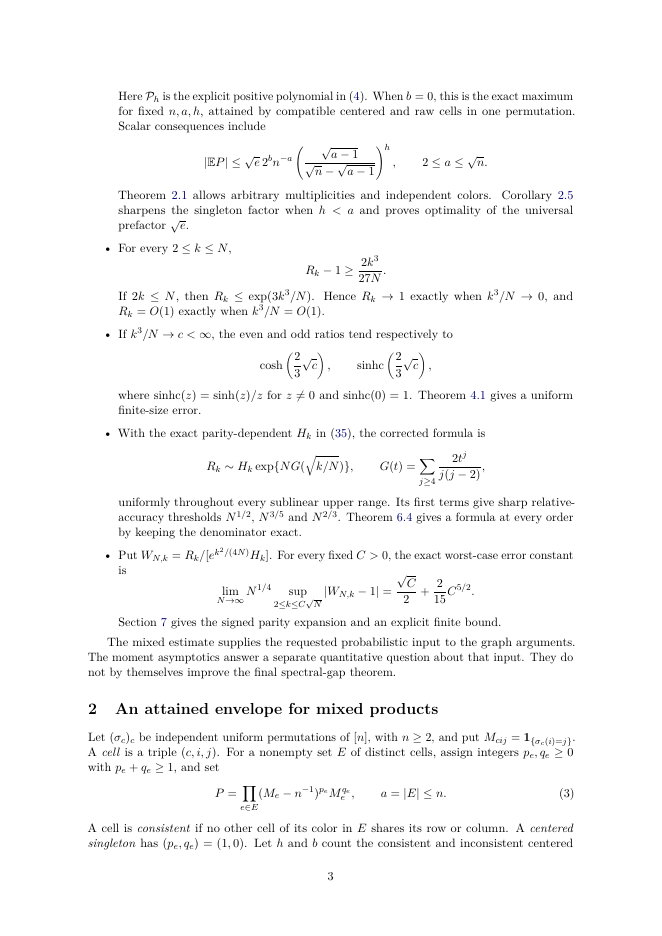 Here 𝒫ₕ is the explicit positive polynomial in (4). When b = 0, this is the exact maximum
for fixed n, a, h, attained by compatible centered and raw cells in one permutation.
Scalar consequences include
|𝔼P| ≤ √e 2ᵇn⁻ᵃ (√(a − 1) / (√n − √(a − 1)))ʰ, 2 ≤ a ≤ √n.
Theorem 2.1 allows arbitrary multiplicities and independent colors. Corollary 2.5
sharpens the singleton factor when h < a and proves optimality of the universal
prefactor √e.
• For every 2 ≤ k ≤ N,
R_k − 1 ≥ 2k³/27N.
If 2k ≤ N, then R_k ≤ exp(3k³/N). Hence R_k → 1 exactly when k³/N → 0, and
R_k = O(1) exactly when k³/N = O(1).
• If k³/N → c < ∞, the even and odd ratios tend respectively to
cosh (2/3 √c), sinhc (2/3 √c),
where sinhc(z) = sinh(z)/z for z ≠ 0 and sinhc(0) = 1. Theorem 4.1 gives a uniform
finite-size error.
• With the exact parity-dependent H_k in (35), the corrected formula is
R_k ∼ H_k exp{NG(√(k/N))}, G(t) = ∑_{j≥4} 2t^j / j(j − 2),
uniformly throughout every sublinear upper range. Its first terms give sharp relative-
accuracy thresholds N^{1/2}, N^{3/5} and N^{2/3}. Theorem 6.4 gives a formula at every order
by keeping the denominator exact.
• Put W_{N,k} = R_k/[e^{k²/(4N)}H_k]. For every fixed C > 0, the exact worst-case error constant
is
lim_{N→∞} N^{1/4} sup_{2≤k≤C√N} |W_{N,k} − 1| = √C/2 + 2/15 C^{5/2}.
Section 7 gives the signed parity expansion and an explicit finite bound.
The mixed estimate supplies the requested probabilistic input to the graph arguments.
The moment asymptotics answer a separate quantitative question about that input. They do
not by themselves improve the final spectral-gap theorem.
2 An attained envelope for mixed products
Let (σ_c)_c be independent uniform permutations of [n], with n ≥ 2, and put M_{cij} = 𝟏_{{σ_c(i)=j}}.
A cell is a triple (c, i, j). For a nonempty set E of distinct cells, assign integers p_e, q_e ≥ 0
with p_e + q_e ≥ 1, and set
P = ∏_{e∈E} (M_e − n⁻¹)^{p_e} M_e^{q_e}, a = |E| ≤ n. (3)
A cell is consistent if no other cell of its color in E shares its row or column. A centered
singleton has (p_e, q_e) = (1, 0). Let h and b count the consistent and inconsistent centered
3